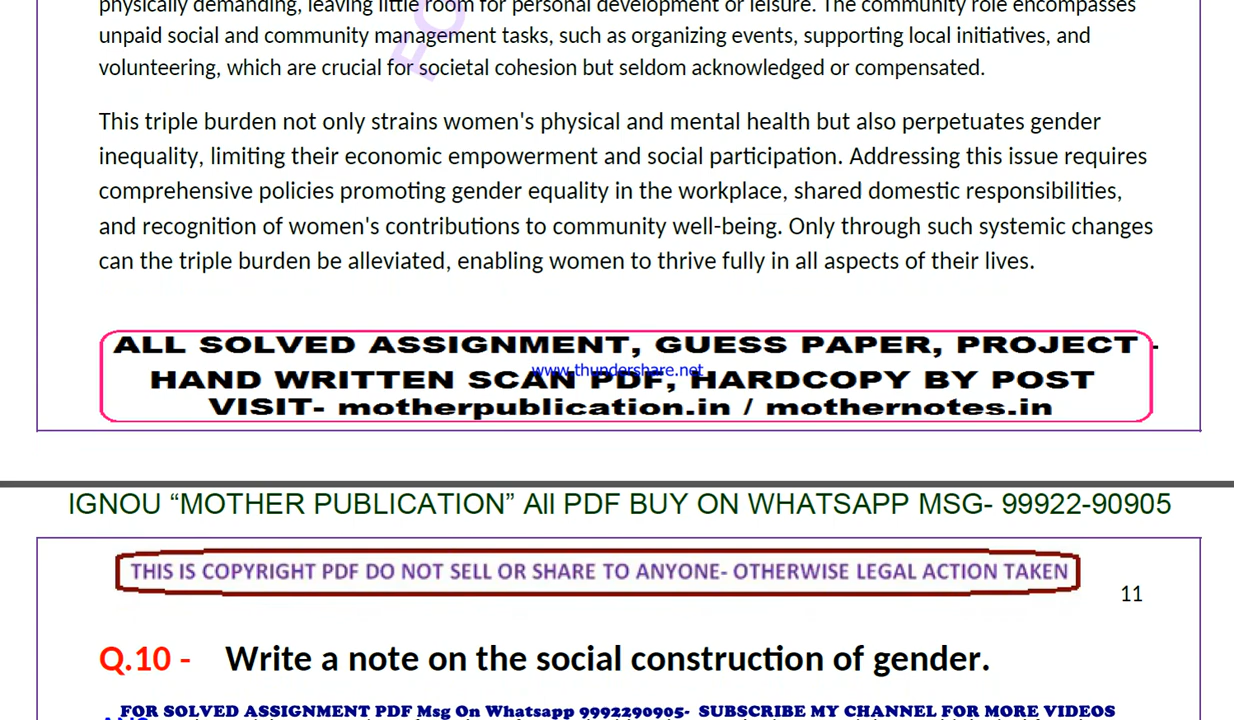 physically demanding, leaving little room for personal development or leisure. The community role encompasses
unpaid social and community management tasks, such as organizing events, supporting local initiatives, and
volunteering, which are crucial for societal cohesion but seldom acknowledged or compensated.
This triple burden not only strains women's physical and mental health but also perpetuates gender
inequality, limiting their economic empowerment and social participation. Addressing this issue requires
comprehensive policies promoting gender equality in the workplace, shared domestic responsibilities,
and recognition of women's contributions to community well-being. Only through such systemic changes
can the triple burden be alleviated, enabling women to thrive fully in all aspects of their lives.
ALL SOLVED ASSIGNMENT, GUESS PAPER, PROJECT -
www.thundershare.net
HAND WRITTEN SCAN PDF, HARDCOPY BY POST
VISIT- motherpublication.in / mothernotes.in
IGNOU “MOTHER PUBLICATION” All PDF BUY ON WHATSAPP MSG- 99922-90905
THIS IS COPYRIGHT PDF DO NOT SELL OR SHARE TO ANYONE- OTHERWISE LEGAL ACTION TAKEN
11
Q.10 - Write a note on the social construction of gender.
FOR SOLVED ASSIGNMENT PDF Msg On Whatsapp 9992290905- SUBSCRIBE MY CHANNEL FOR MORE VIDEOS